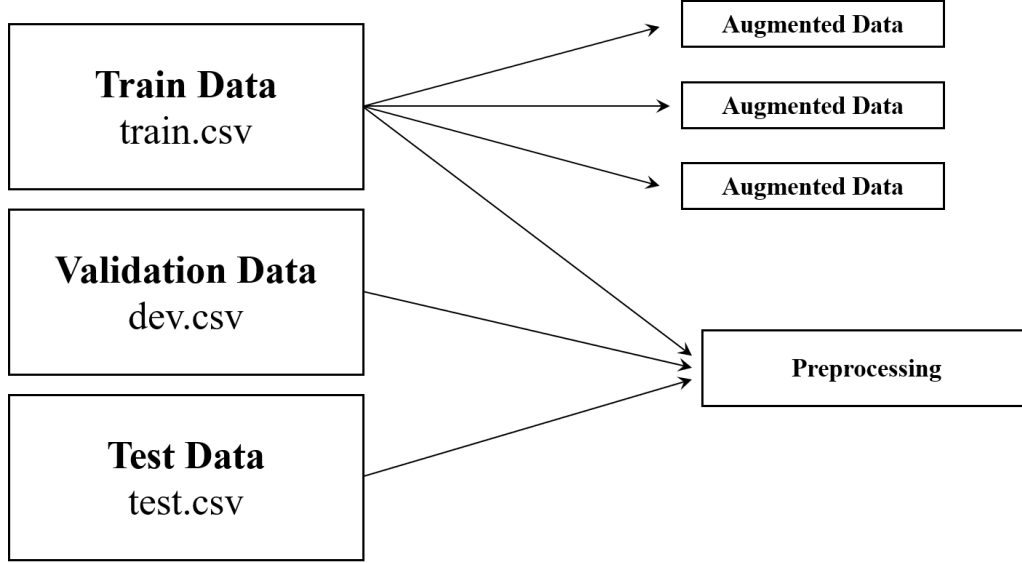 Train Data
train.csv
Validation Data
dev.csv
Test Data
test.csv
Augmented Data
Augmented Data
Augmented Data
Preprocessing